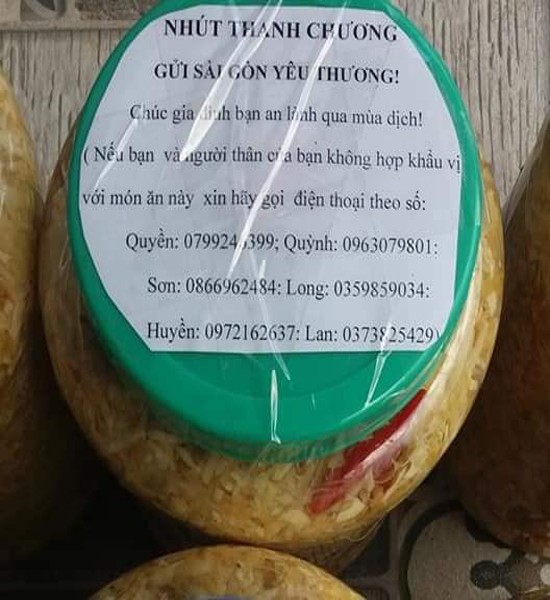 NHÚT THANH CHƯƠNG
GỬI SÀI GÒN YÊU THƯƠNG!
Chúc gia đình bạn an lành qua mùa dịch!
( Nếu bạn và người thân của bạn không hợp khẩu vị
với món ăn này xin hãy gọi điện thoại theo số:
Quyền: Quỳnh: 0963079801:
Sơn: 0866962484: Long: 0359859034:
Huyền: 0972162637: Lan: 0373825429)